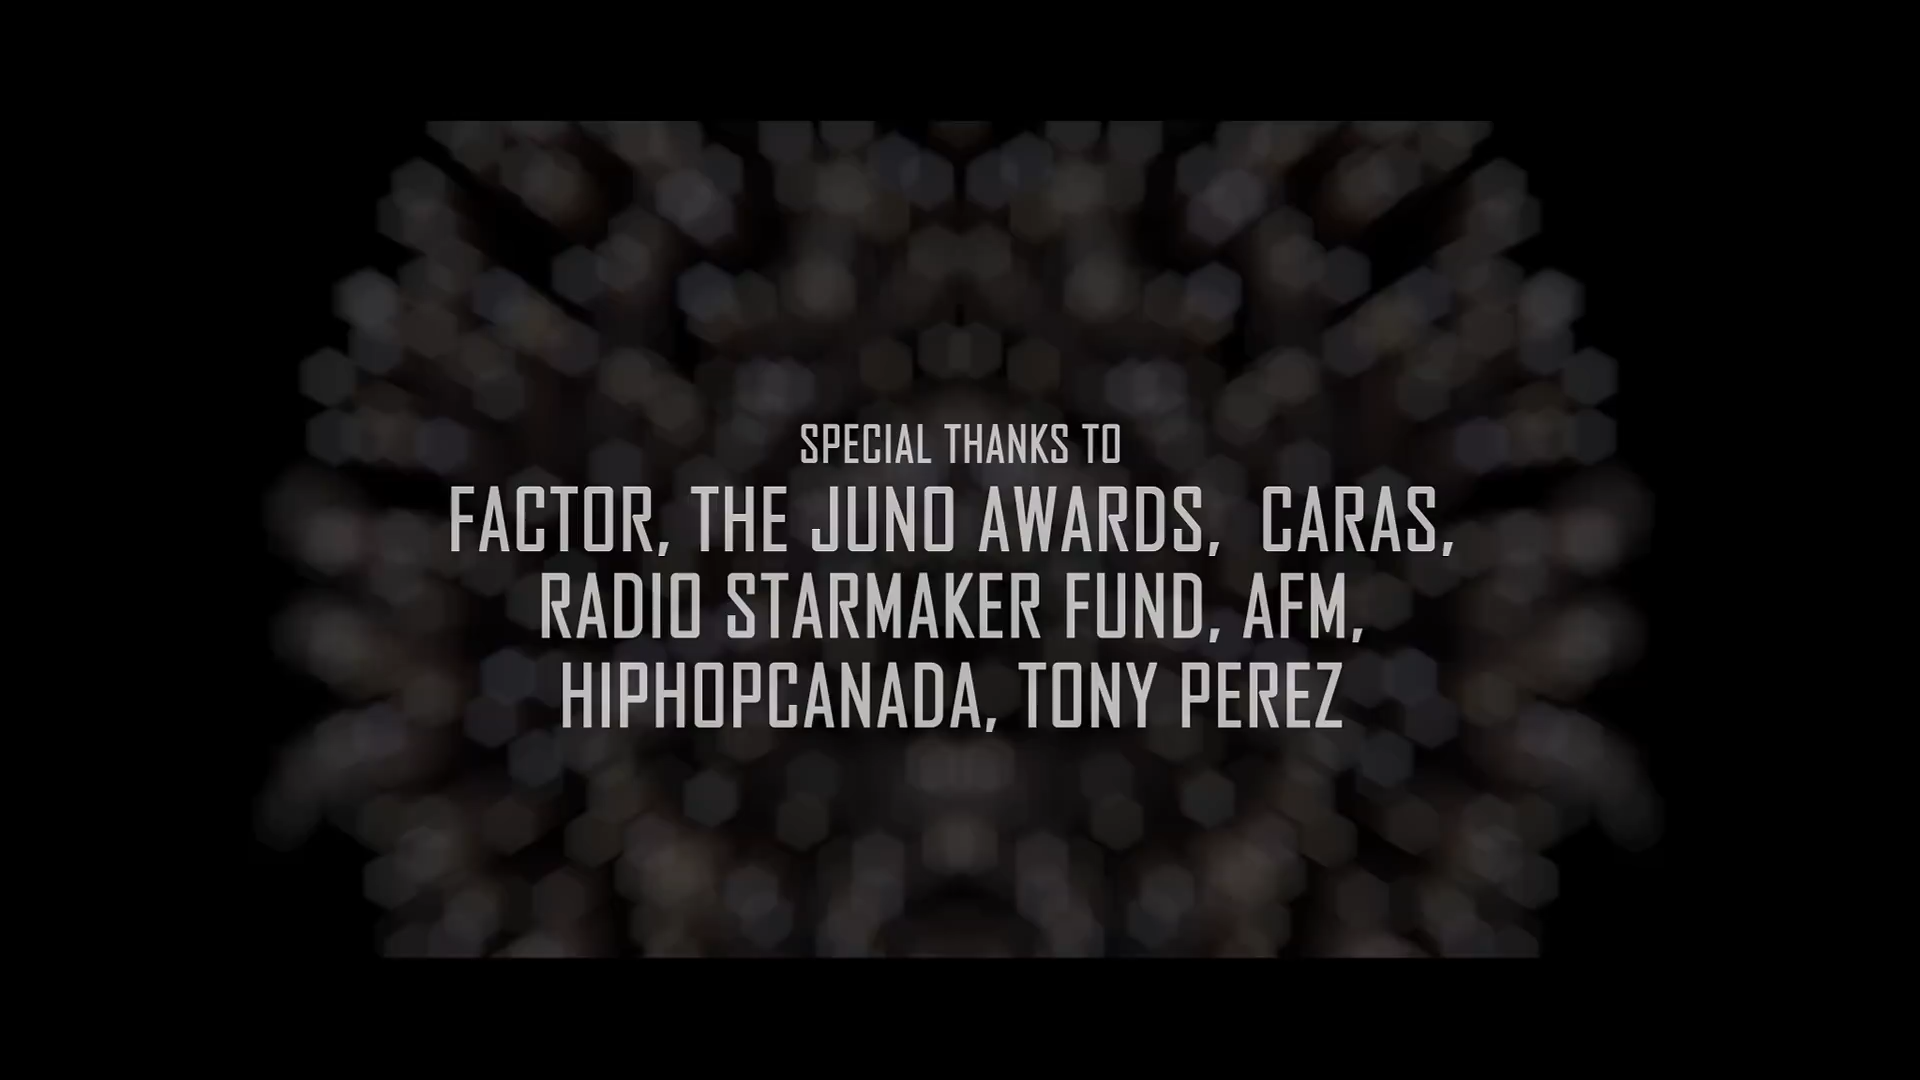 SPECIAL THANKS TO
FACTOR, THE JUNO AWARDS,  CARAS,
RADIO STARMAKER FUND, AFM,
HIPHOPCANADA, TONY PEREZ